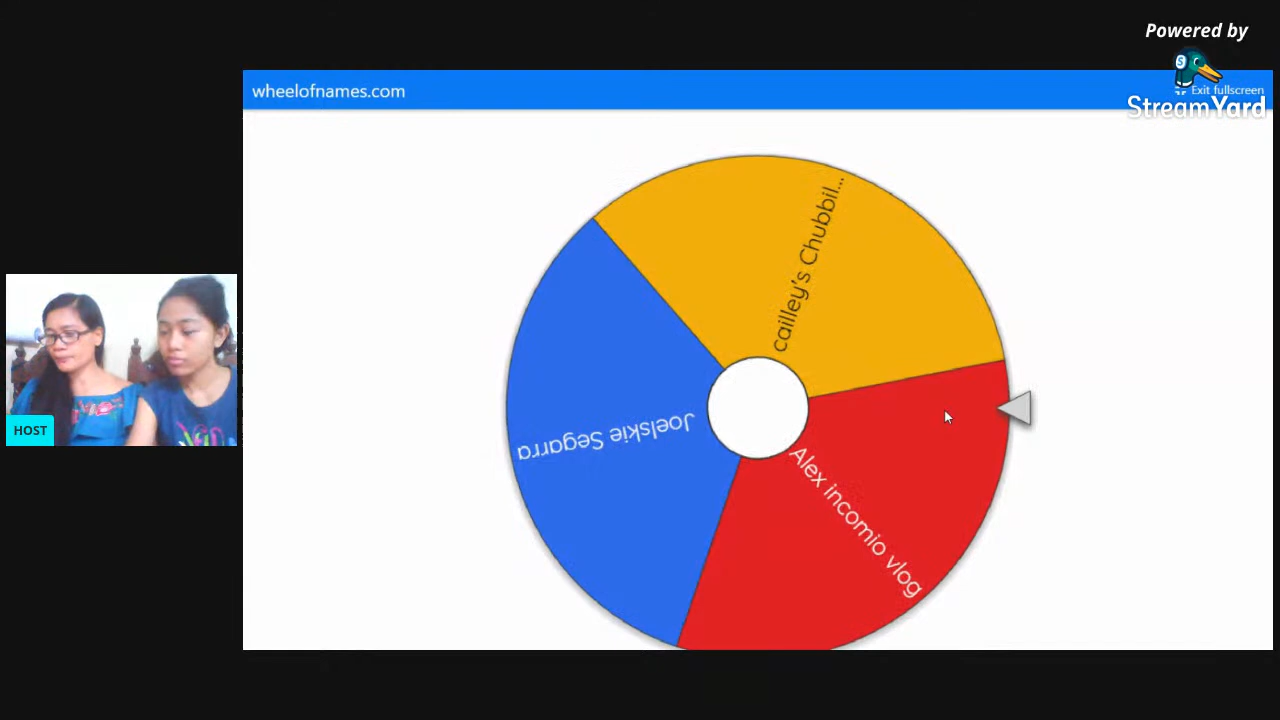 Powered by
StreamYard
wheelofnames.com
Exit fullscreen
cailley's Chubbil...
Joelskie Segarra
Alex incomio vlog
HOST